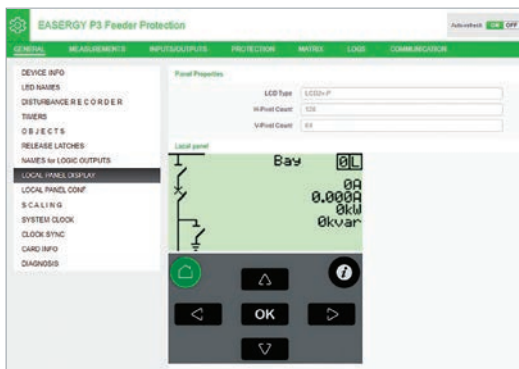 EASERGY P3 Feeder Protection
Auto-refresh ON OFF
GENERAL MEASUREMENTS INPUTS/OUTPUTS PROTECTION MATRIX LOGS COMMUNICATION
DEVICE INFO
LED NAMES
DISTURBANCE RECORDER
TIMERS
OBJECTS
RELEASE LATCHES
NAMES for LOGIC OUTPUTS
LOCAL PANEL DISPLAY
LOCAL PANEL CONF
SCALING
SYSTEM CLOCK
CLOCK SYNC
CARD INFO
DIAGNOSIS
Panel Properties
LCD Type
H-Pixel Count 128
V-Pixel Count 64
Local panel
Bay 0 L
0A
0.000A
0kW
0kvar
i
OK